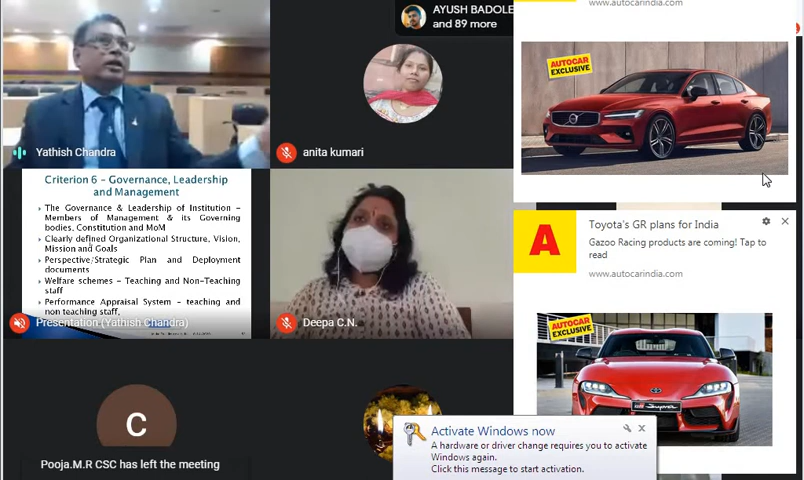 AYUSH BADOLE
and 89 more
www.autocarindia.com
AUTOCAR
EXCLUSIVE
Yathish Chandra
anita kumari
Criterion 6 – Governance, Leadership
and Management
The Governance & Leadership of Institution –
Members of Management & its Governing
bodies, Constitution and MoM
Clearly defined Organizational Structure, Vision,
Mission and Goals
Perspective/Strategic Plan and Deployment
documents
Welfare schemes – Teaching and Non-Teaching
staff
Performance Appraisal System – teaching and
non teaching staff,
Presentation (Yathish Chandra)
Deepa C.N.
A
Toyota's GR plans for India
Gazoo Racing products are coming! Tap to
read
www.autocarindia.com
AUTOCAR
EXCLUSIVE
GR Supra
C
Pooja.M.R CSC has left the meeting
Activate Windows now
A hardware or driver change requires you to activate
Windows again.
Click this message to start activation.